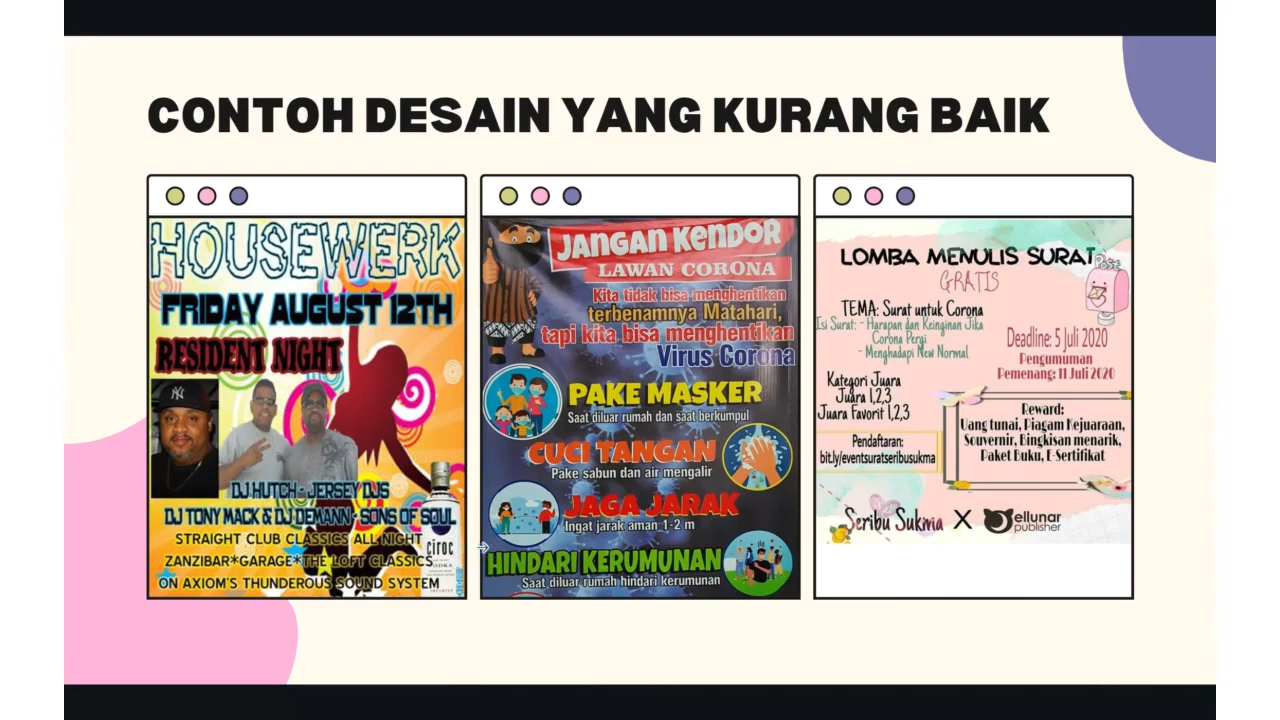 CONTOH DESAIN YANG KURANG BAIK
HOUSEWERK
FRIDAY AUGUST 12TH
RESIDENT NIGHT
NY
DJ HUTCH - JERSEY DJS
DJ TONY MACK & DJ DEMANN - SONS OF SOUL
STRAIGHT CLUB CLASSICS ALL NIGHT
ZANZIBAR*GARAGE*THE LOFT CLASSICS
ON AXIOM'S THUNDEROUS SOUND SYSTEM
cîroc
VODKA
JANGAN KENDOR
LAWAN CORONA
Kita tidak bisa menghentikan
terbenamnya Matahari,
tapi kita bisa menghentikan
Virus Corona
PAKE MASKER
Saat diluar rumah dan saat berkumpul
CUCI TANGAN
Pake sabun dan air mengalir
JAGA JARAK
Ingat jarak aman 1-2 m
HINDARI KERUMUNAN
Saat diluar rumah hindari kerumunan
LOMBA MENULIS SURAT
Post
GRATIS
TEMA: Surat untuk Corona
Isi Surat: - Harapan dan Keinginan Jika
Corona Pergi
- Menghadapi New Normal
Deadline: 5 Juli 2020
Pengumuman
Pemenang: 11 Juli 2020
Kategori Juara
Juara 1,2,3
Juara Favorit 1,2,3
Reward:
Uang tunai, Piagam Kejuaraan,
Souvernir, Bingkisan menarik,
Paket Buku, E-Sertifikat
Pendaftaran:
bit.ly/eventsuratseribusukma
Seribu Sukma X ellunar
publisher